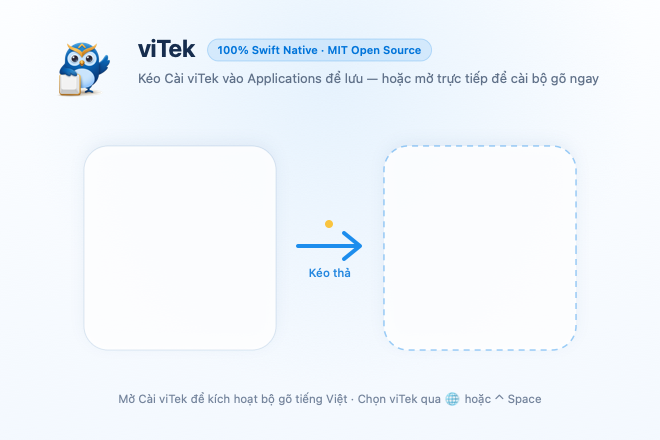 viTek
100% Swift Native · MIT Open Source
Kéo Cài viTek vào Applications để lưu — hoặc mở trực tiếp để cài bộ gõ ngay
Kéo thả
Mở Cài viTek để kích hoạt bộ gõ tiếng Việt · Chọn viTek qua 🌐 hoặc ^ Space